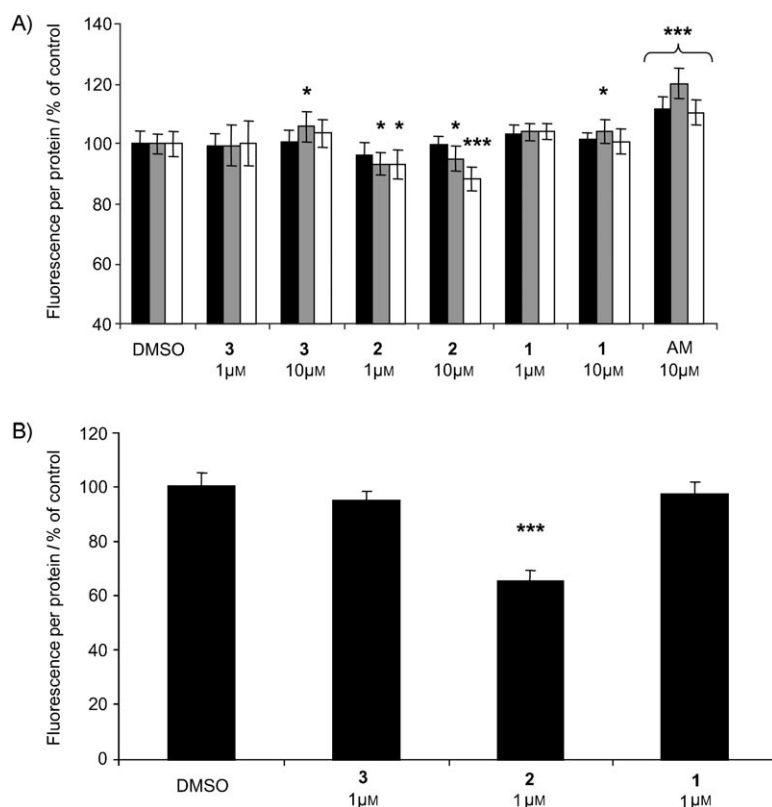 A)
Fluorescence per protein / % of control
140
120
100
80
60
40
* * * * *** * ***
DMSO 3 3 2 2 1 1 AM
1µM 10µM 1µM 10µM 1µM 10µM 10µM
B)
Fluorescence per protein / % of control
120
100
80
60
40
20
0
***
DMSO 3 2 1
1µM 1µM 1µM